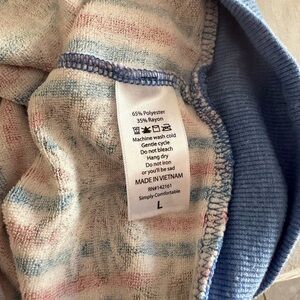 65% Polyester
35% Rayon
Machine wash cold
Gentle cycle
Do not bleach
Hang dry
Do not iron
or you'll be sad
MADE IN VIETNAM
RN#142161
Simply Comfortable
L